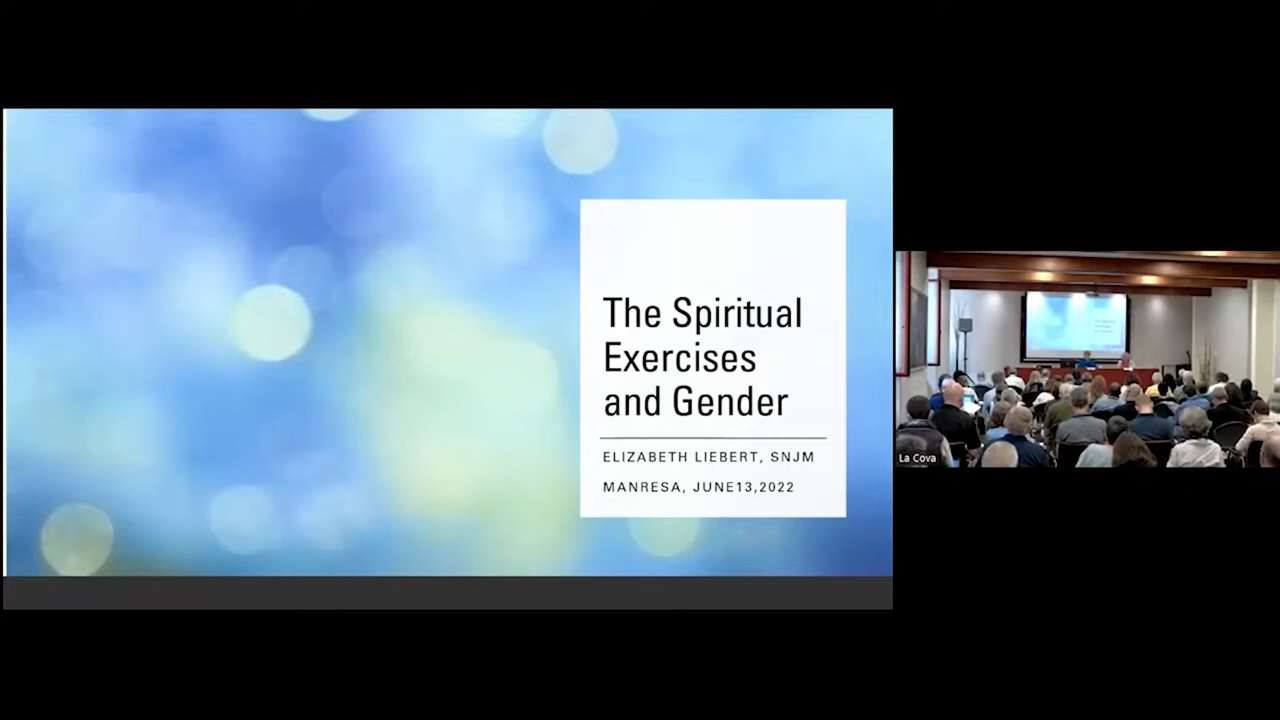 The Spiritual
Exercises
and Gender
ELIZABETH LIEBERT, SNJM
MANRESA, JUNE13,2022
La Cova